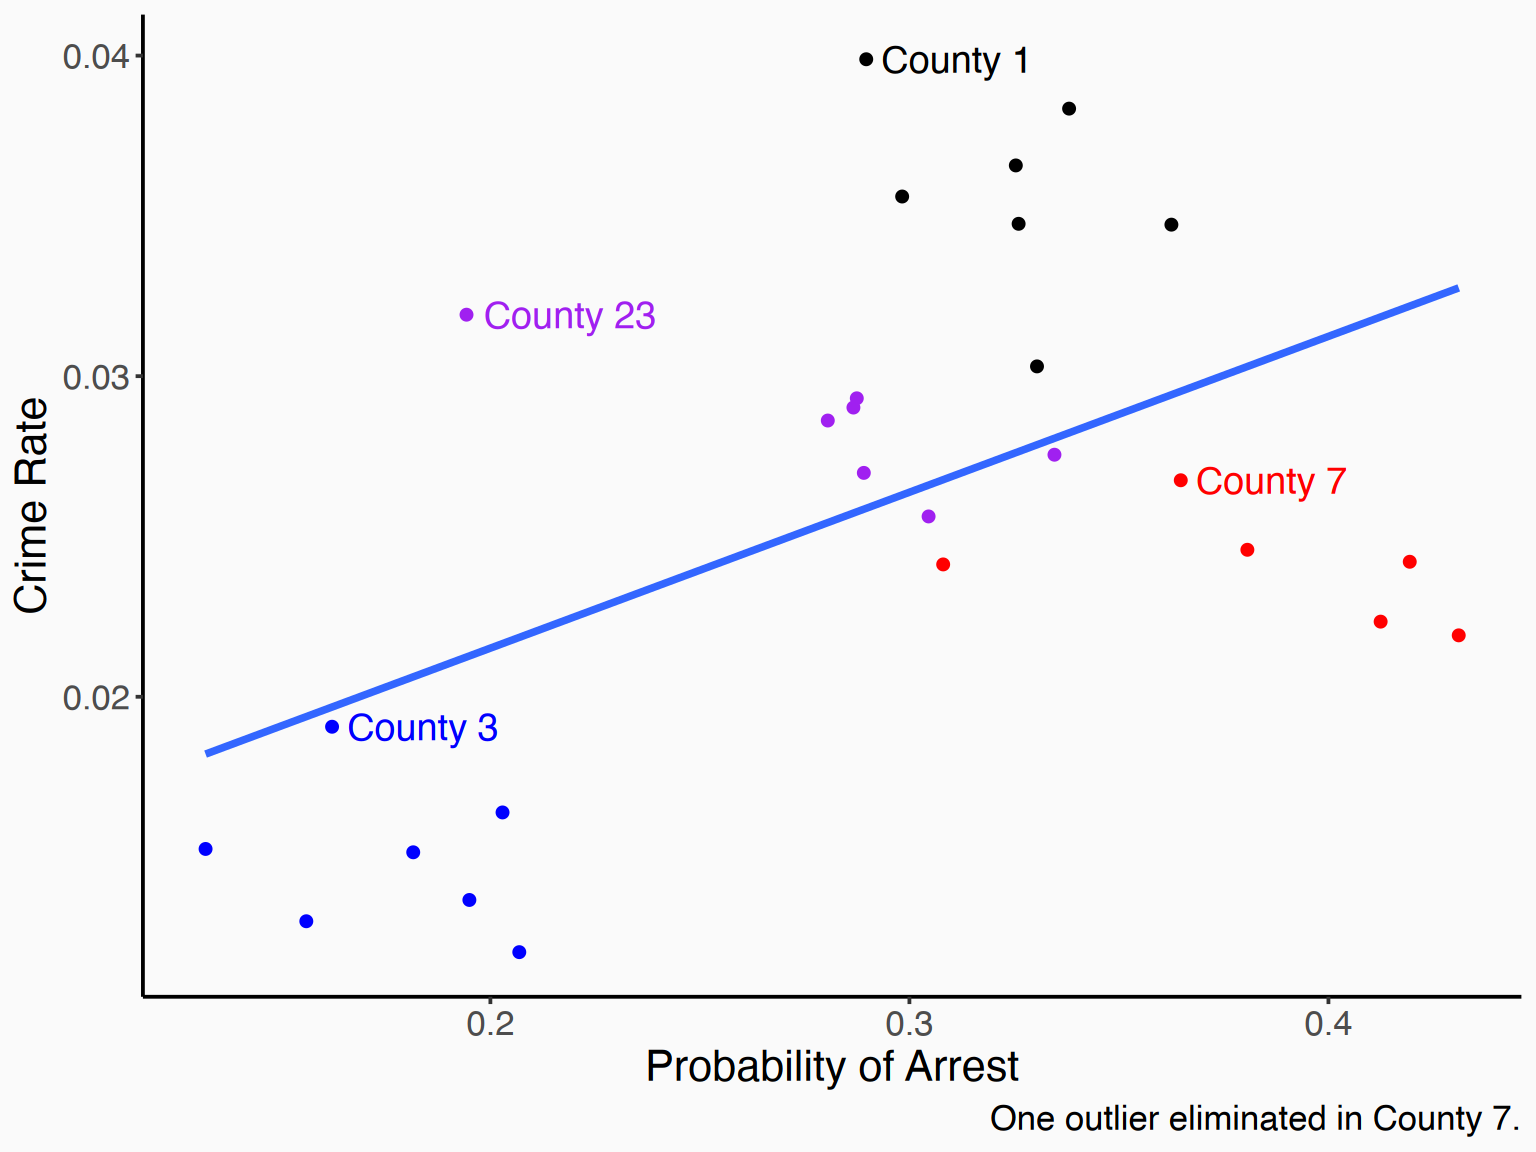 0.04
County 1
County 23
0.03
County 7
Crime Rate
0.02
County 3
0.2
0.3
0.4
Probability of Arrest
One outlier eliminated in County 7.